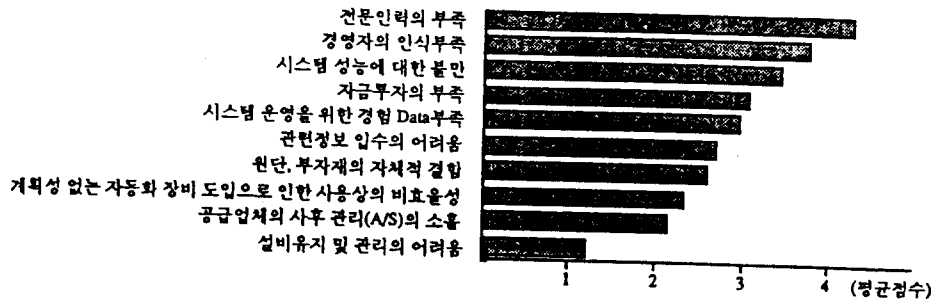 전문인력의 부족
경영자의 인식부족
시스템 성능에 대한 불만
자금투자의 부족
시스템 운영을 위한 경험 Data부족
관련정보 입수의 어려움
원단, 부자재의 자체적 결함
계획성 없는 자동화 장비 도입으로 인한 사용상의 비효율성
공급업체의 사후 관리(A/S)의 소홀
설비유지 및 관리의 어려움
1 2 3 4 (평균점수)